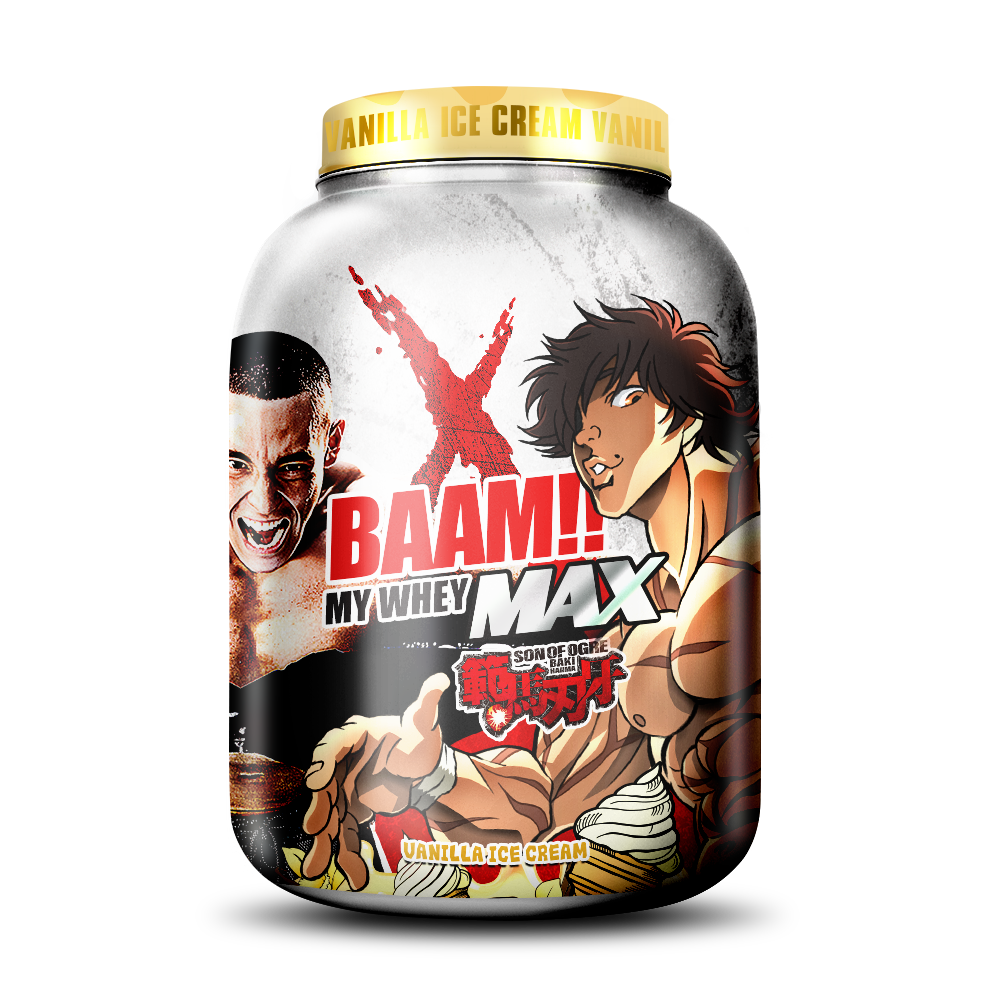 VANILLA ICE CREAM VANIL
X
BAAM!!
MY WHEY MAX
SON OF OGRE
BAKI
HANMA
範馬刃牙
VANILLA ICE CREAM